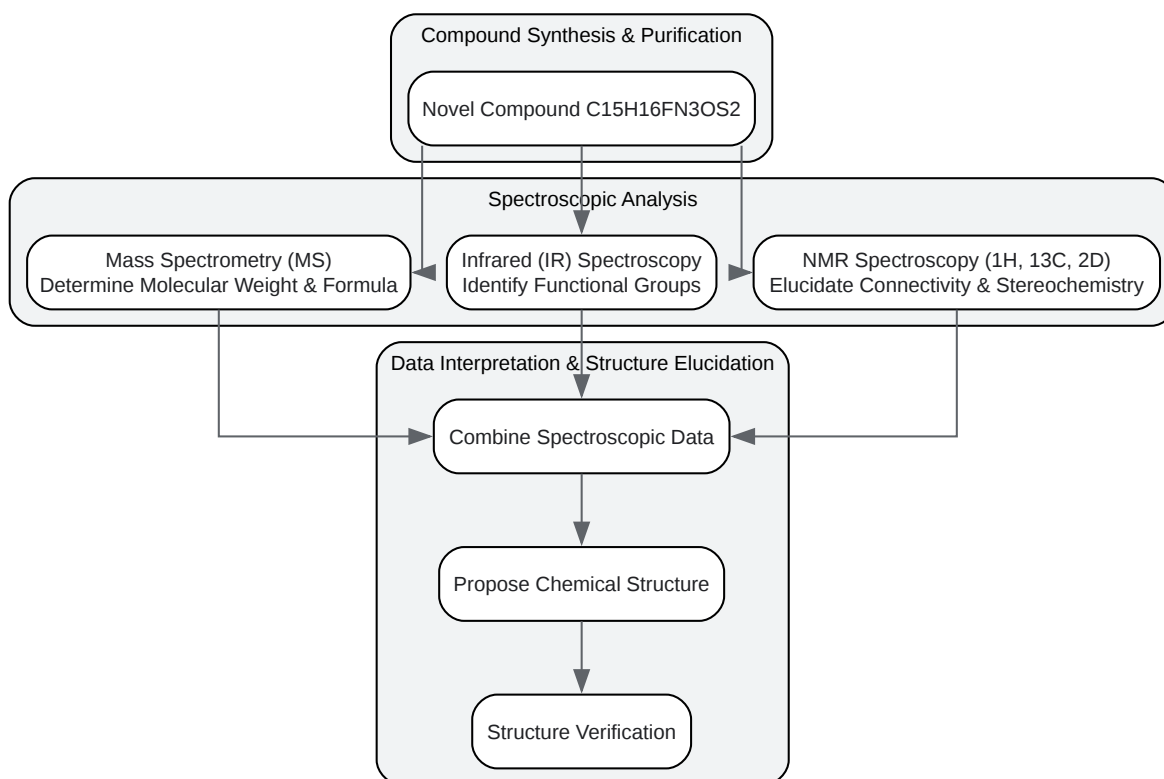 Compound Synthesis & Purification
Novel Compound C15H16FN3OS2
Spectroscopic Analysis
Mass Spectrometry (MS)
Determine Molecular Weight & Formula
Infrared (IR) Spectroscopy
Identify Functional Groups
NMR Spectroscopy (1H, 13C, 2D)
Elucidate Connectivity & Stereochemistry
Data Interpretation & Structure Elucidation
Combine Spectroscopic Data
Propose Chemical Structure
Structure Verification